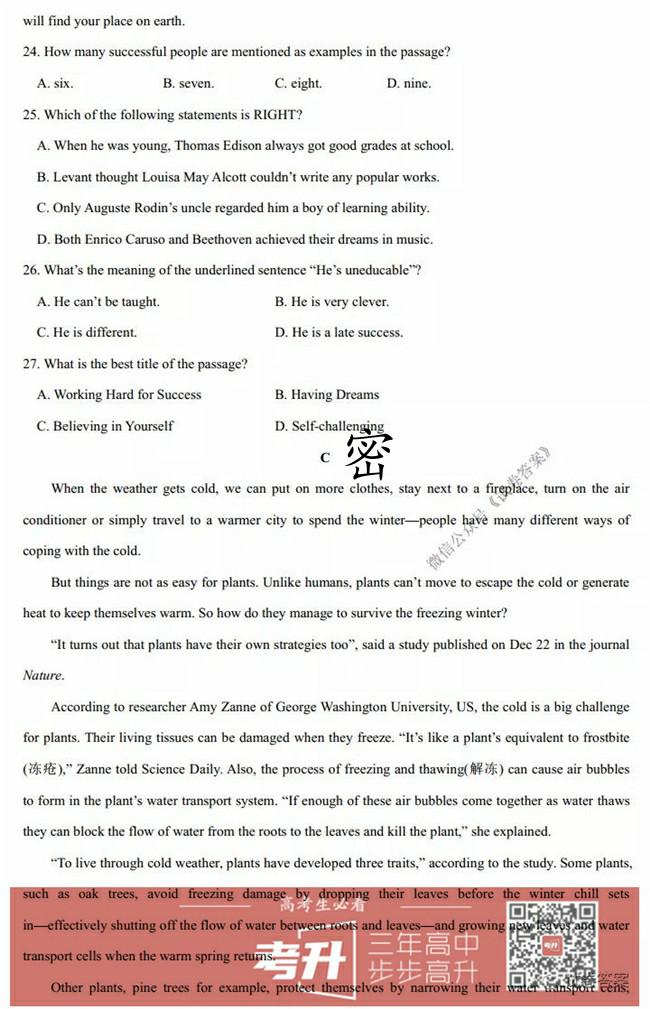 will find your place on earth.
24. How many successful people are mentioned as examples in the passage?
A. six. B. seven. C. eight. D. nine.
25. Which of the following statements is RIGHT?
A. When he was young, Thomas Edison always got good grades at school.
B. Levant thought Louisa May Alcott couldn't write any popular works.
C. Only Auguste Rodin's uncle regarded him a boy of learning ability.
D. Both Enrico Caruso and Beethoven achieved their dreams in music.
26. What's the meaning of the underlined sentence “He's uneducable”?
A. He can't be taught. B. He is very clever.
C. He is different. D. He is a late success.
27. What is the best title of the passage?
A. Working Hard for Success B. Having Dreams
C. Believing in Yourself D. Self-challenging
C
密
When the weather gets cold, we can put on more clothes, stay next to a fireplace, turn on the air
conditioner or simply travel to a warmer city to spend the winter—people have many different ways of
coping with the cold.
微信公众号《试卷答案》
But things are not as easy for plants. Unlike humans, plants can't move to escape the cold or generate
heat to keep themselves warm. So how do they manage to survive the freezing winter?
“It turns out that plants have their own strategies too”, said a study published on Dec 22 in the journal
Nature.
According to researcher Amy Zanne of George Washington University, US, the cold is a big challenge
for plants. Their living tissues can be damaged when they freeze. “It's like a plant's equivalent to frostbite
(冻疮),” Zanne told Science Daily. Also, the process of freezing and thawing(解冻) can cause air bubbles
to form in the plant's water transport system. “If enough of these air bubbles come together as water thaws
they can block the flow of water from the roots to the leaves and kill the plant,” she explained.
“To live through cold weather, plants have developed three traits,” according to the study. Some plants,
such as oak trees, avoid freezing damage by dropping their leaves before the winter chill sets
高考生必看
in—effectively shutting off the flow of water between roots and leaves—and growing new leaves and water
transport cells when the warm spring returns.
考升
三年高中
步步高升
Other plants, pine trees for example, protect themselves by narrowing their water transport cells,